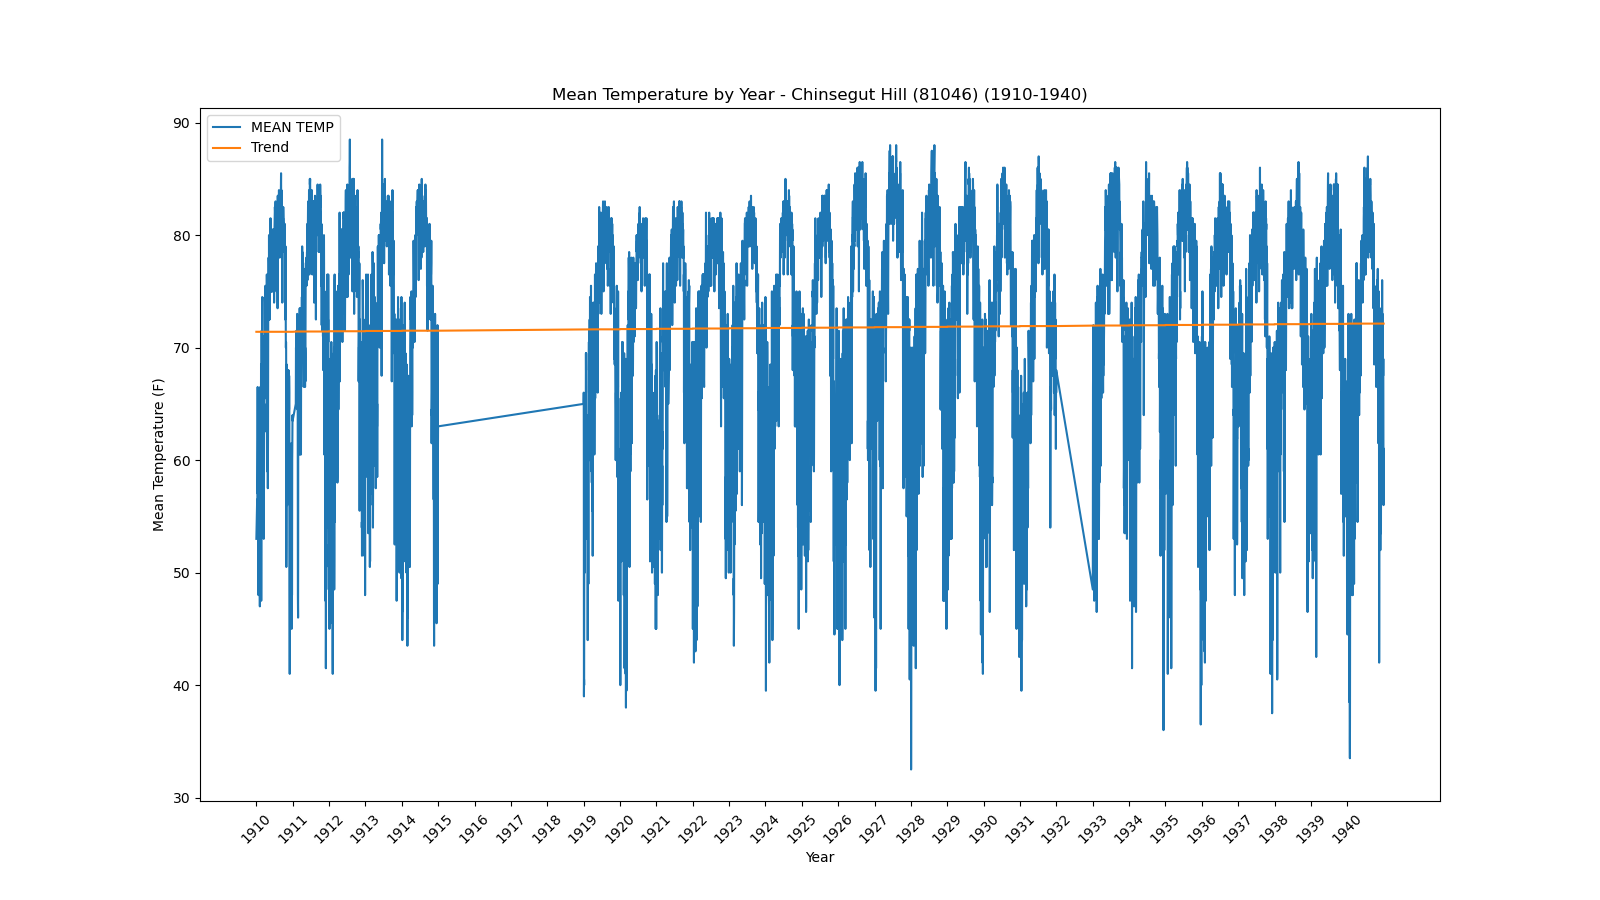 Mean Temperature by Year - Chinsegut Hill (81046) (1910-1940)
MEAN TEMP
Trend
90
80
70
60
50
40
30
Mean Temperature (F)
1910 1911 1912 1913 1914 1915 1916 1917 1918 1919 1920 1921 1922 1923 1924 1925 1926 1927 1928 1929 1930 1931 1932 1933 1934 1935 1936 1937 1938 1939 1940
Year